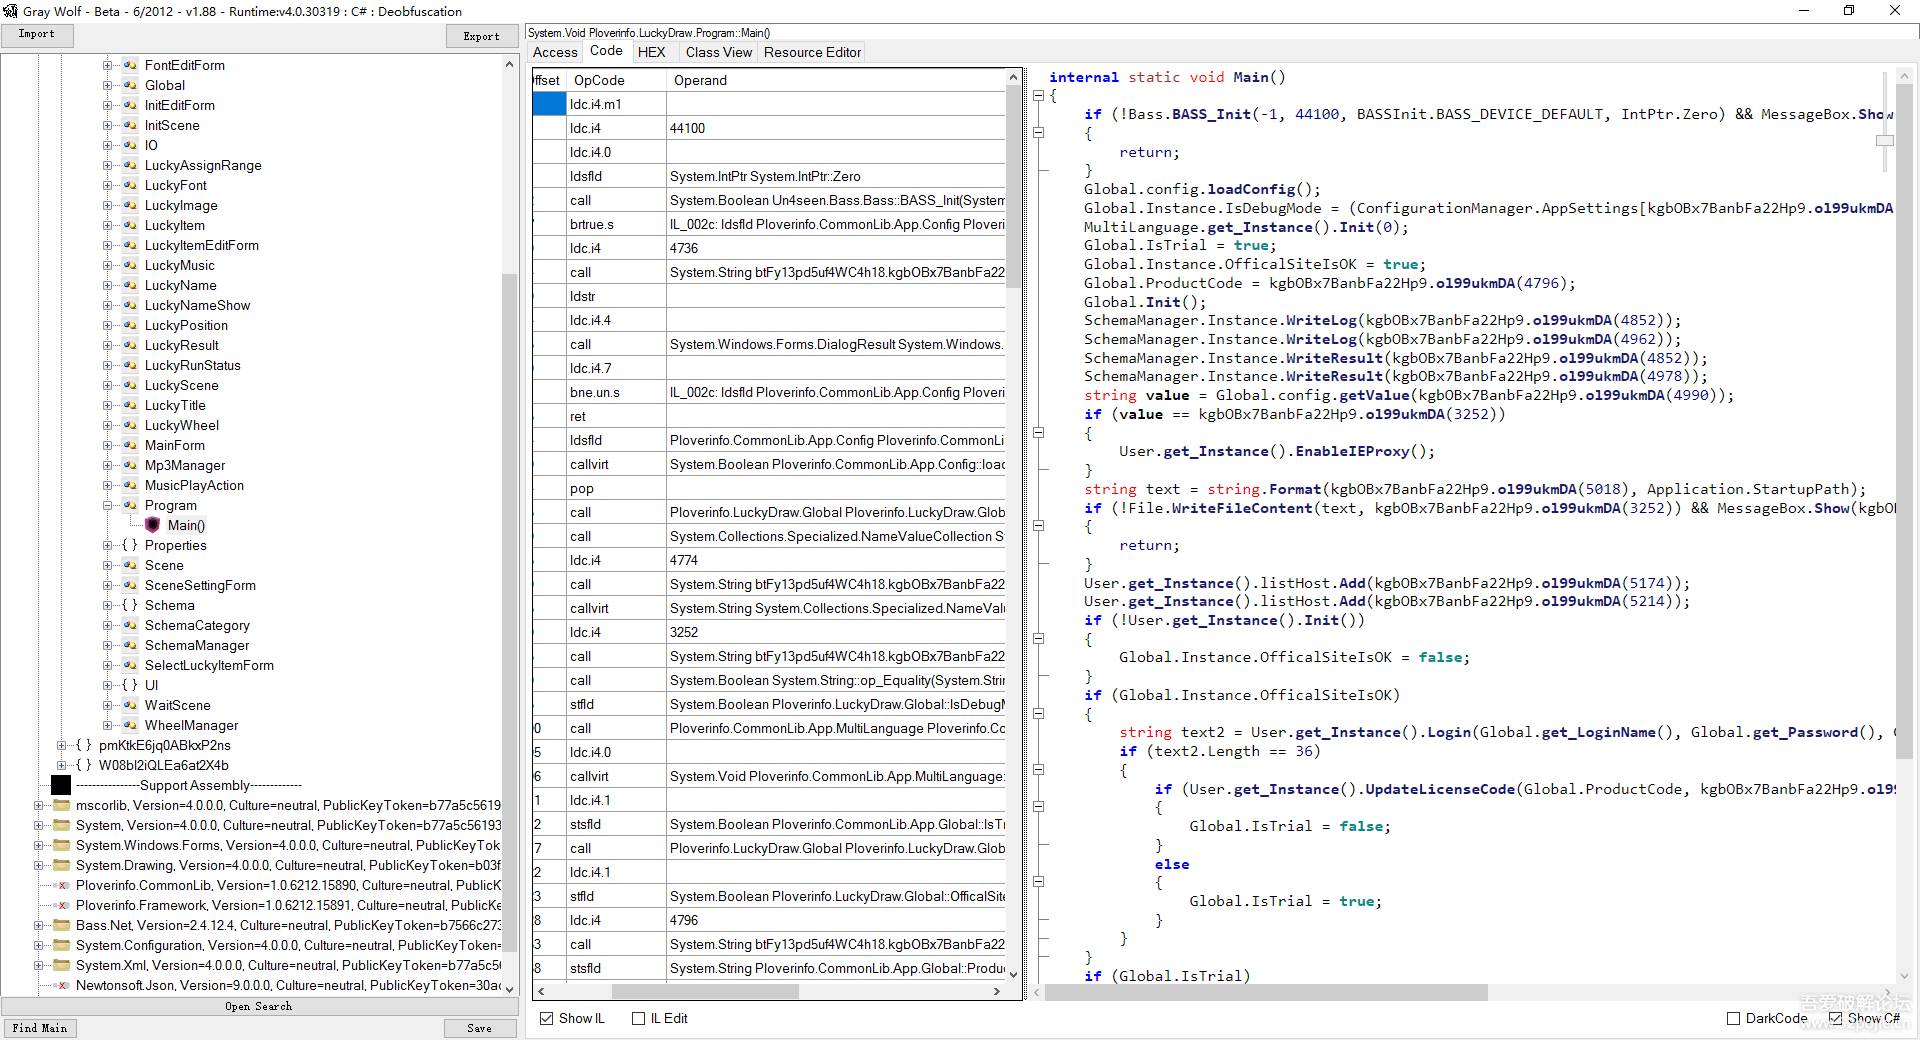 Gray Wolf - Beta - 6/2012 - v1.88 - Runtime:v4.0.30319 : C# : Deobfuscation
Import
Export
FontEditForm
Global
InitEditForm
InitScene
IO
LuckyAssignRange
LuckyFont
LuckyImage
LuckyItem
LuckyItemEditForm
LuckyMusic
LuckyName
LuckyNameShow
LuckyPosition
LuckyResult
LuckyRunStatus
LuckyScene
LuckyTitle
LuckyWheel
MainForm
Mp3Manager
MusicPlayAction
Program
Main()
{ } Properties
Scene
SceneSettingForm
{ } Schema
SchemaCategory
SchemaManager
SelectLuckyItemForm
{ } UI
WaitScene
WheelManager
{ } pmKtkE6jq0ABkxP2ns
{ } W08bl2iQLEa6at2X4b
----------------Support Assembly-------------
mscorlib, Version=4.0.0.0, Culture=neutral, PublicKeyToken=b77a5c5619
System, Version=4.0.0.0, Culture=neutral, PublicKeyToken=b77a5c56193
System.Windows.Forms, Version=4.0.0.0, Culture=neutral, PublicKeyTok
System.Drawing, Version=4.0.0.0, Culture=neutral, PublicKeyToken=b03f
Ploverinfo.CommonLib, Version=1.0.6212.15890, Culture=neutral, PublicK
Ploverinfo.Framework, Version=1.0.6212.15891, Culture=neutral, PublicKe
Bass.Net, Version=2.4.12.4, Culture=neutral, PublicKeyToken=b7566c273
System.Configuration, Version=4.0.0.0, Culture=neutral, PublicKeyToken=
System.Xml, Version=4.0.0.0, Culture=neutral, PublicKeyToken=b77a5c5
Newtonsoft.Json, Version=9.0.0.0, Culture=neutral, PublicKeyToken=30ac
Open Search
Find Main
Save
System.Void Ploverinfo.LuckyDraw.Program::Main()
Access Code HEX Class View Resource Editor
ffset OpCode Operand
ldc.i4.m1
ldc.i4 44100
ldc.i4.0
ldsfld System.IntPtr System.IntPtr::Zero
call System.Boolean Un4seen.Bass.Bass::BASS_Init(System
brtrue.s IL_002c: ldsfld Ploverinfo.CommonLib.App.Config Ploveri
ldc.i4 4736
call System.String btFy13pd5uf4WC4h18.kgbOBx7BanbFa22
ldstr
ldc.i4.4
call System.Windows.Forms.DialogResult System.Windows.
ldc.i4.7
bne.un.s IL_002c: ldsfld Ploverinfo.CommonLib.App.Config Ploveri
ret
ldsfld Ploverinfo.CommonLib.App.Config Ploverinfo.CommonLi
callvirt System.Boolean Ploverinfo.CommonLib.App.Config::load
pop
call Ploverinfo.LuckyDraw.Global Ploverinfo.LuckyDraw.Glob
call System.Collections.Specialized.NameValueCollection S
ldc.i4 4774
call System.String btFy13pd5uf4WC4h18.kgbOBx7BanbFa22
callvirt System.String System.Collections.Specialized.NameValu
ldc.i4 3252
call System.String btFy13pd5uf4WC4h18.kgbOBx7BanbFa22
call System.Boolean System.String::op_Equality(System.Strin
stfld System.Boolean Ploverinfo.LuckyDraw.Global::IsDebugM
0 call Ploverinfo.CommonLib.App.MultiLanguage Ploverinfo.Co
5 ldc.i4.0
6 callvirt System.Void Ploverinfo.CommonLib.App.MultiLanguage:
1 ldc.i4.1
2 stsfld System.Boolean Ploverinfo.CommonLib.App.Global::IsTr
7 call Ploverinfo.LuckyDraw.Global Ploverinfo.LuckyDraw.Glob
2 ldc.i4.1
3 stfld System.Boolean Ploverinfo.LuckyDraw.Global::OfficalSite
8 ldc.i4 4796
3 call System.String btFy13pd5uf4WC4h18.kgbOBx7BanbFa22
8 stsfld System.String Ploverinfo.CommonLib.App.Global::Produ
internal static void Main()
{
if (!Bass.BASS_Init(-1, 44100, BASSInit.BASS_DEVICE_DEFAULT, IntPtr.Zero) && MessageBox.Show
{
return;
}
Global.config.loadConfig();
Global.Instance.IsDebugMode = (ConfigurationManager.AppSettings[kgbOBx7BanbFa22Hp9.ol99ukmDA
MultiLanguage.get_Instance().Init(0);
Global.IsTrial = true;
Global.Instance.OfficalSiteIsOK = true;
Global.ProductCode = kgbOBx7BanbFa22Hp9.ol99ukmDA(4796);
Global.Init();
SchemaManager.Instance.WriteLog(kgbOBx7BanbFa22Hp9.ol99ukmDA(4852));
SchemaManager.Instance.WriteLog(kgbOBx7BanbFa22Hp9.ol99ukmDA(4962));
SchemaManager.Instance.WriteResult(kgbOBx7BanbFa22Hp9.ol99ukmDA(4852));
SchemaManager.Instance.WriteResult(kgbOBx7BanbFa22Hp9.ol99ukmDA(4978));
string value = Global.config.getValue(kgbOBx7BanbFa22Hp9.ol99ukmDA(4990));
if (value == kgbOBx7BanbFa22Hp9.ol99ukmDA(3252))
{
User.get_Instance().EnableIEProxy();
}
string text = string.Format(kgbOBx7BanbFa22Hp9.ol99ukmDA(5018), Application.StartupPath);
if (!File.WriteFileContent(text, kgbOBx7BanbFa22Hp9.ol99ukmDA(3252)) && MessageBox.Show(kgbO
{
return;
}
User.get_Instance().listHost.Add(kgbOBx7BanbFa22Hp9.ol99ukmDA(5174));
User.get_Instance().listHost.Add(kgbOBx7BanbFa22Hp9.ol99ukmDA(5214));
if (!User.get_Instance().Init())
{
Global.Instance.OfficalSiteIsOK = false;
}
if (Global.Instance.OfficalSiteIsOK)
{
string text2 = User.get_Instance().Login(Global.get_LoginName(), Global.get_Password(),
if (text2.Length == 36)
{
if (User.get_Instance().UpdateLicenseCode(Global.ProductCode, kgbOBx7BanbFa22Hp9.ol99
{
Global.IsTrial = false;
}
else
{
Global.IsTrial = true;
}
}
}
if (Global.IsTrial)
Show IL IL Edit
DarkCode Show C#
吾爱破解论坛
www.52pojie.cn